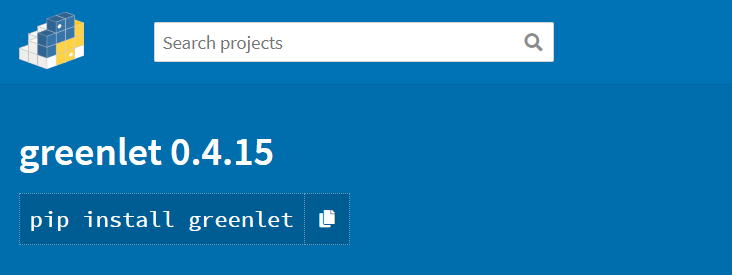 Search projects
greenlet 0.4.15
pip install greenlet